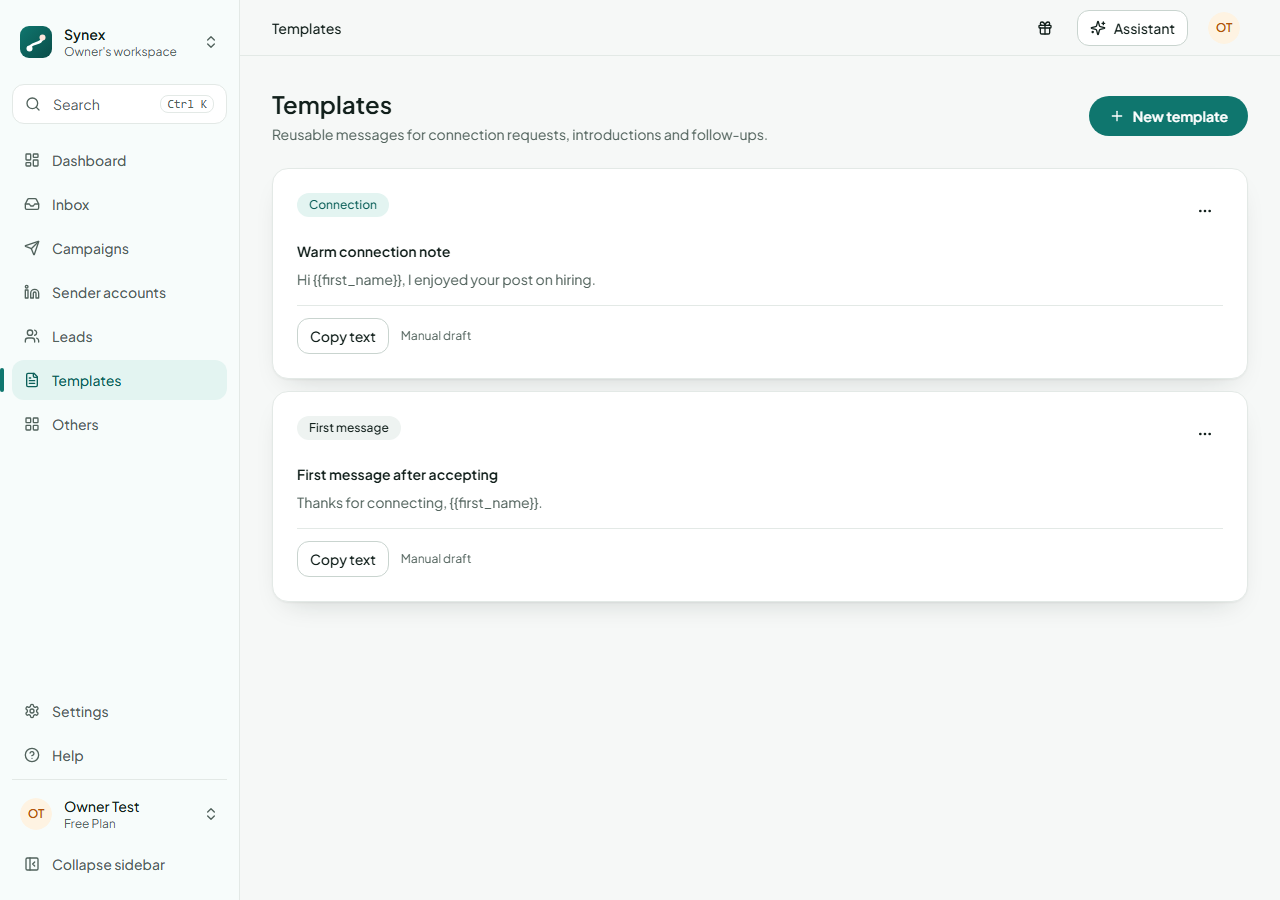 Synex
Owner's workspace
Search
Ctrl K
Dashboard
Inbox
Campaigns
Sender accounts
Leads
Templates
Others
Settings
Help
OT
Owner Test
Free Plan
Collapse sidebar
Templates
Assistant
OT
Templates
Reusable messages for connection requests, introductions and follow-ups.
New template
Connection
Warm connection note
Hi {{first_name}}, I enjoyed your post on hiring.
Copy text
Manual draft
First message
First message after accepting
Thanks for connecting, {{first_name}}.
Copy text
Manual draft